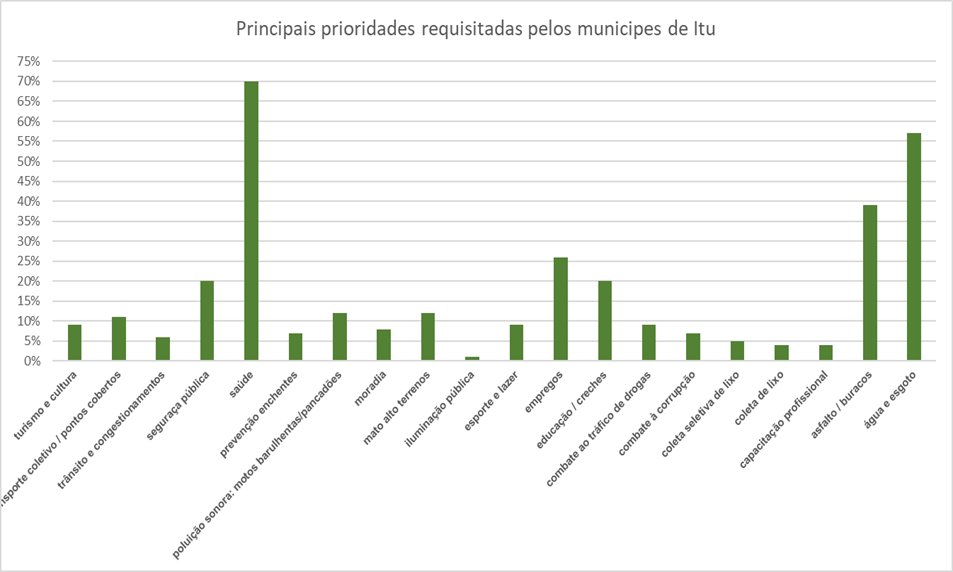 Principais prioridades requisitadas pelos municipes de Itu
75%
70%
65%
60%
55%
50%
45%
40%
35%
30%
25%
20%
15%
10%
5%
0%
turismo e cultura
nsporte coletivo / pontos cobertos
trânsito e congestionamentos
seguraça pública
saúde
prevenção enchentes
poluição sonora: motos barulhentas/pancadões
moradia
mato alto terrenos
iluminação pública
esporte e lazer
empregos
educação / creches
combate ao tráfico de drogas
combate à corrupção
coleta seletiva de lixo
coleta de lixo
capacitação profissional
asfalto / buracos
água e esgoto